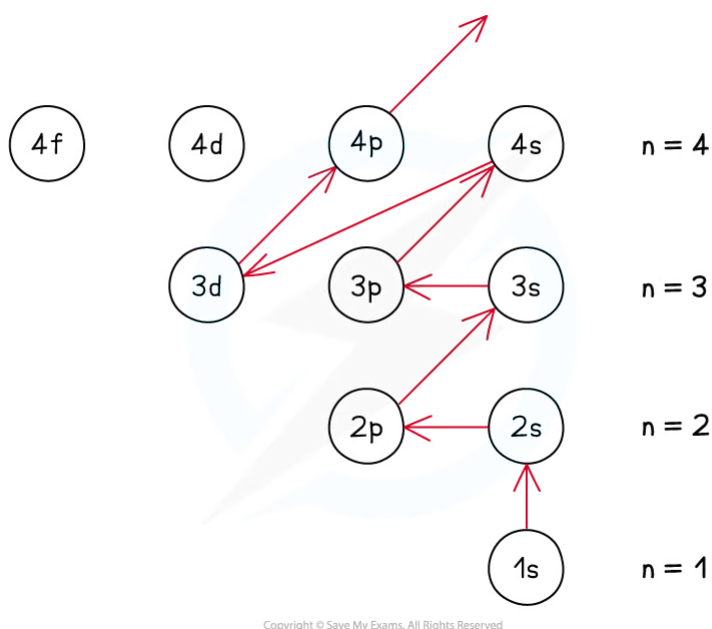 4f 4d 4p 4s n = 4
3d 3p 3s n = 3
2p 2s n = 2
1s n = 1
Copyright © Save My Exams. All Rights Reserved